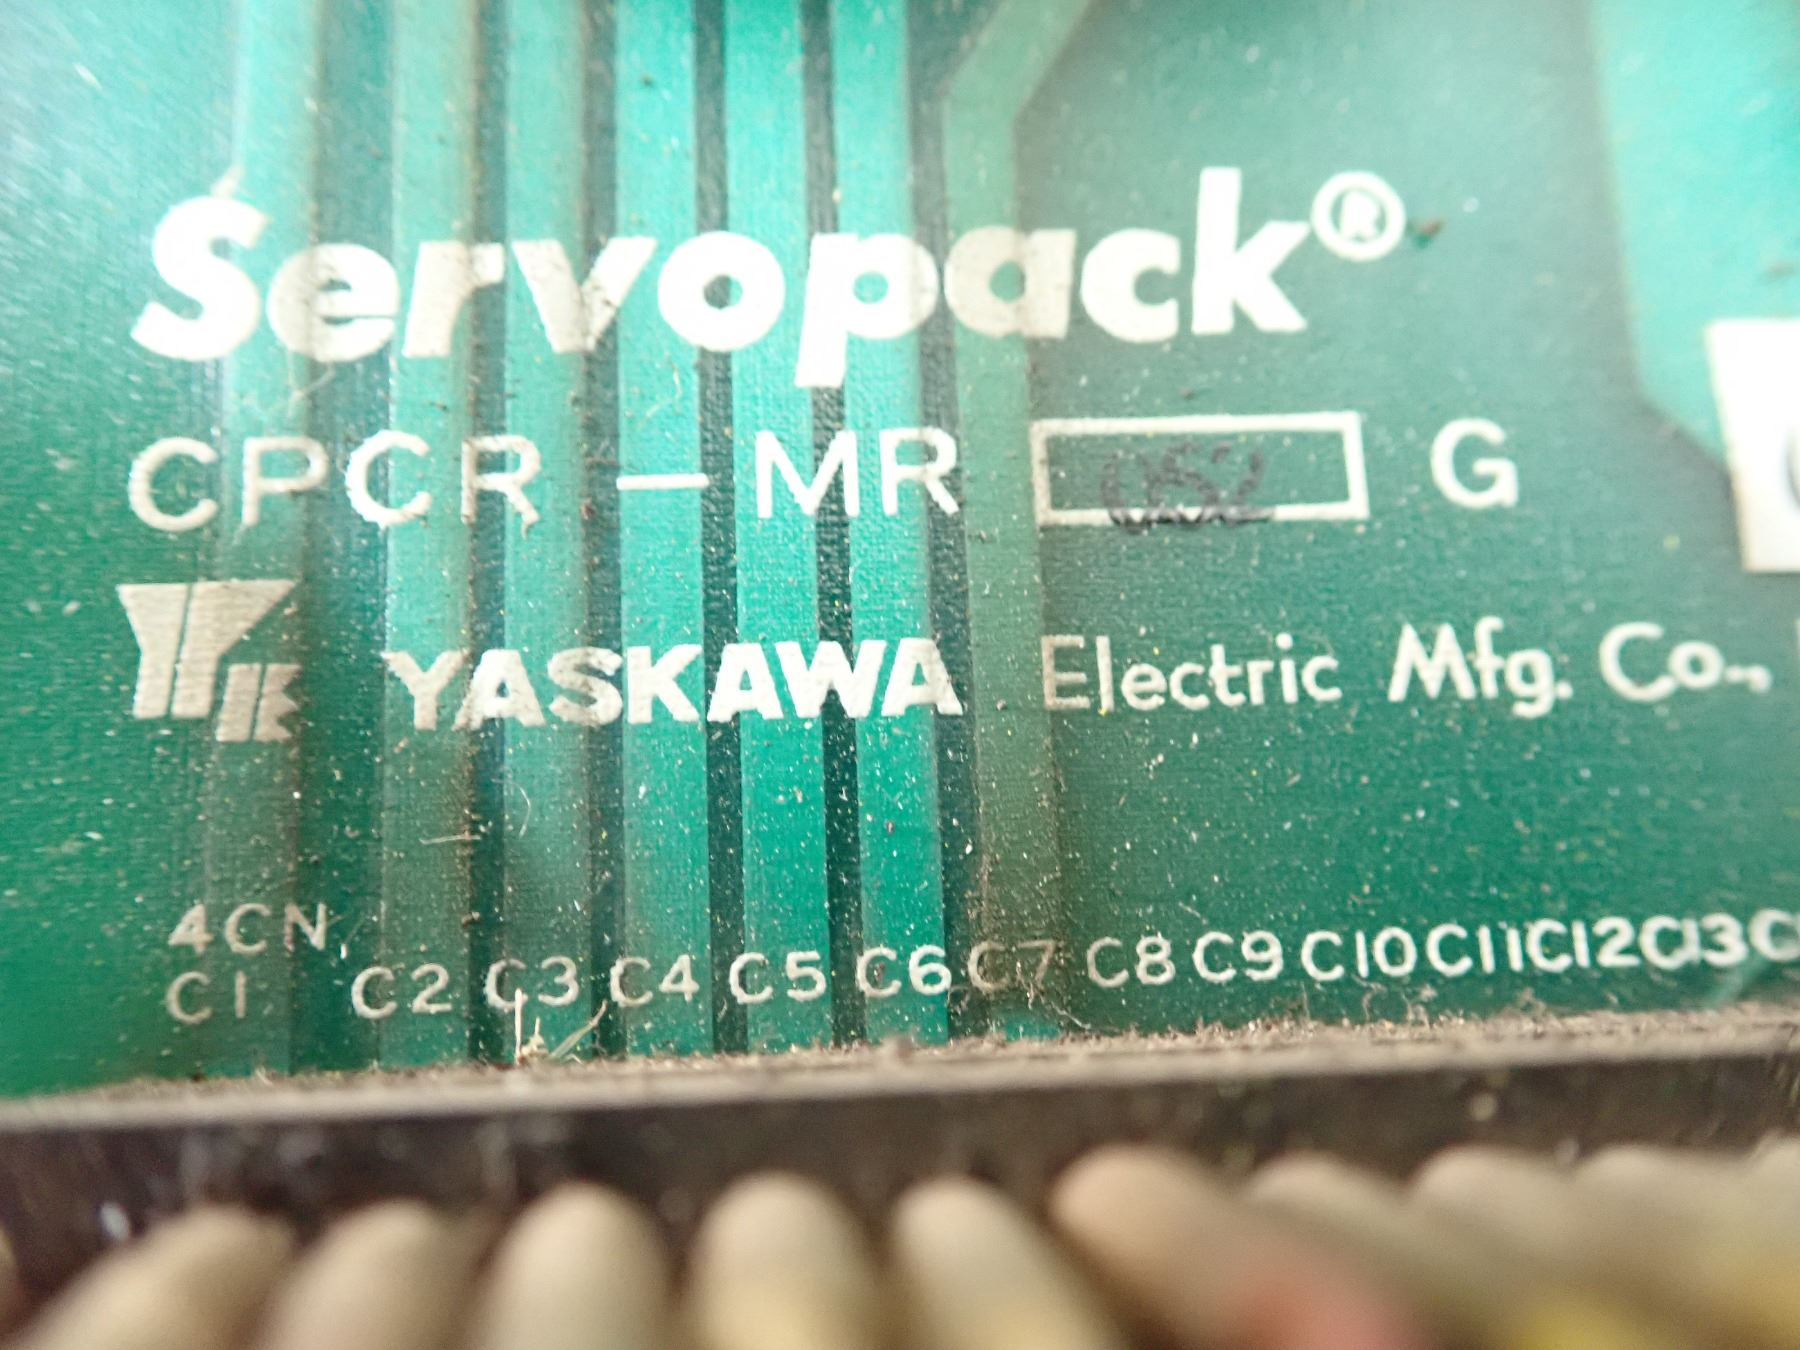 Servopack®
CPCR-MR 052 G
YASKAWA Electric Mfg. Co.,
4CN
C1 C2 C3 C4 C5 C6 C7 C8 C9 C10 C11 C12 C13